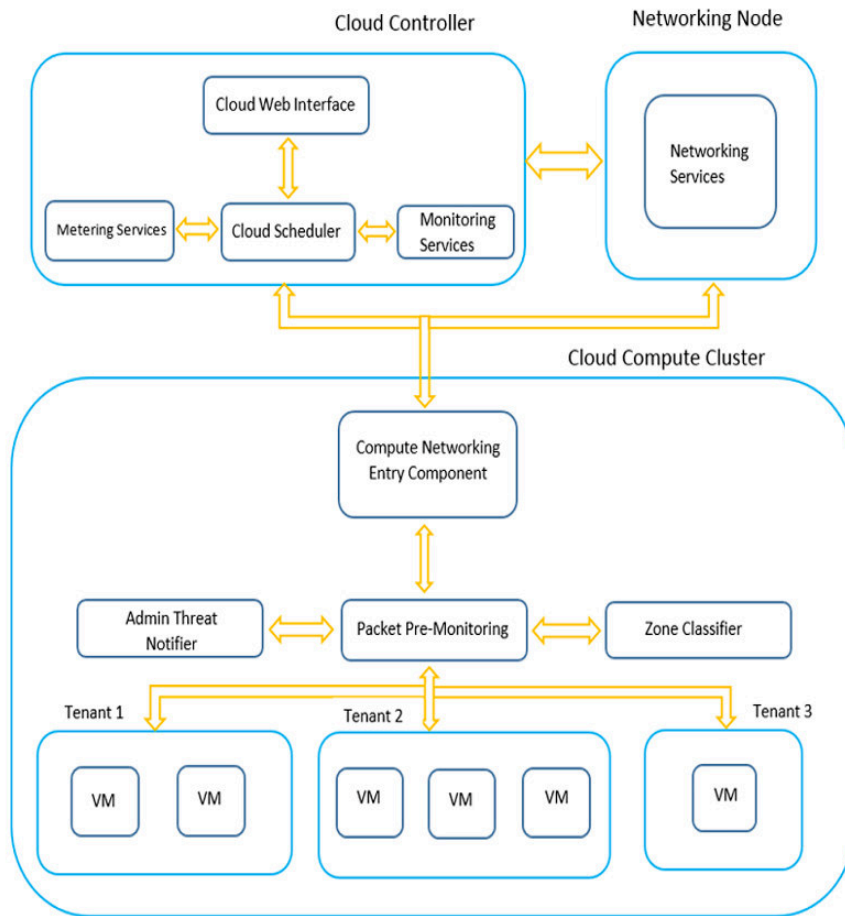 Cloud Controller
Networking Node
Cloud Web Interface
Networking
Services
Metering Services
Cloud Scheduler
Monitoring
Services
Cloud Compute Cluster
Compute Networking
Entry Component
Admin Threat
Notifier
Packet Pre-Monitoring
Zone Classifier
Tenant 1
Tenant 2
Tenant 3
VM
VM
VM
VM
VM
VM